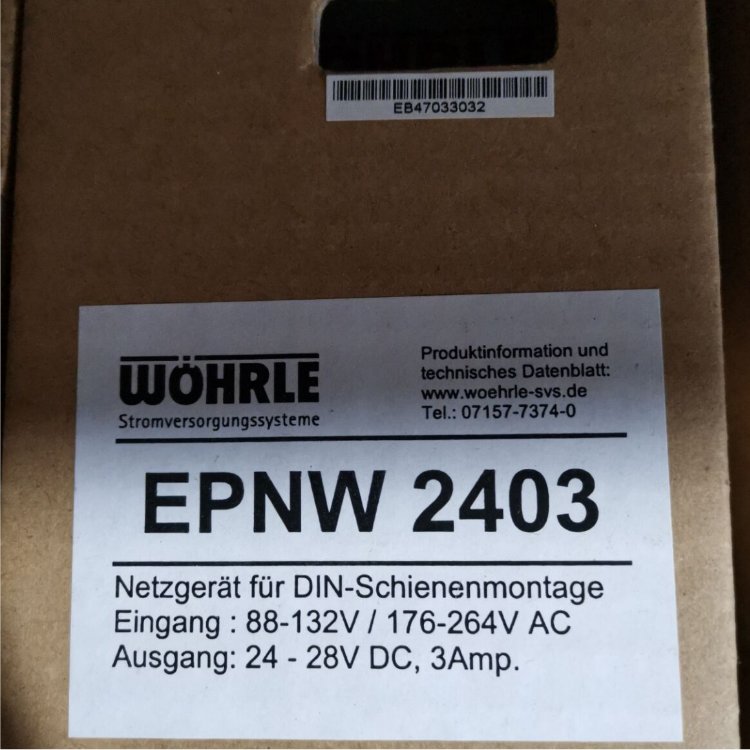 EB47033032
WÖHRLE
Stromversorgungssysteme
Produktinformation und
technisches Datenblatt:
www.woehrle-svs.de
Tel.: 07157-7374-0
EPNW 2403
Netzgerät für DIN-Schienenmontage
Eingang : 88-132V / 176-264V AC
Ausgang: 24 - 28V DC, 3Amp.